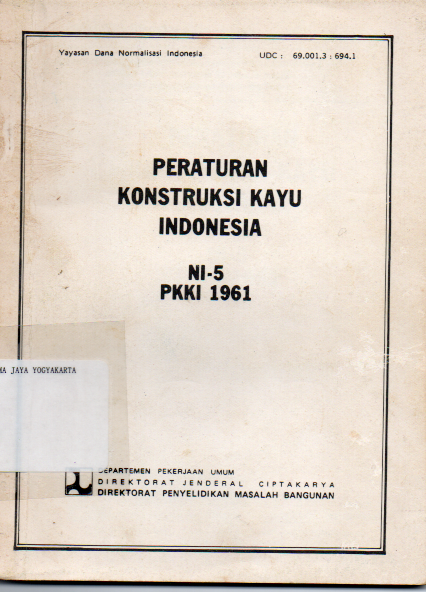 Yayasan Dana Normalisasi Indonesia
UDC : 69.001.3 : 694.1
PERATURAN
KONSTRUKSI KAYU
INDONESIA
NI-5
PKKI 1961
JAYA YOGYAKARTA
DEPARTEMEN PEKERJAAN UMUM
DIREKTORAT JENDERAL CIPTAKARYA
DIREKTORAT PENYELIDIKAN MASALAH BANGUNAN